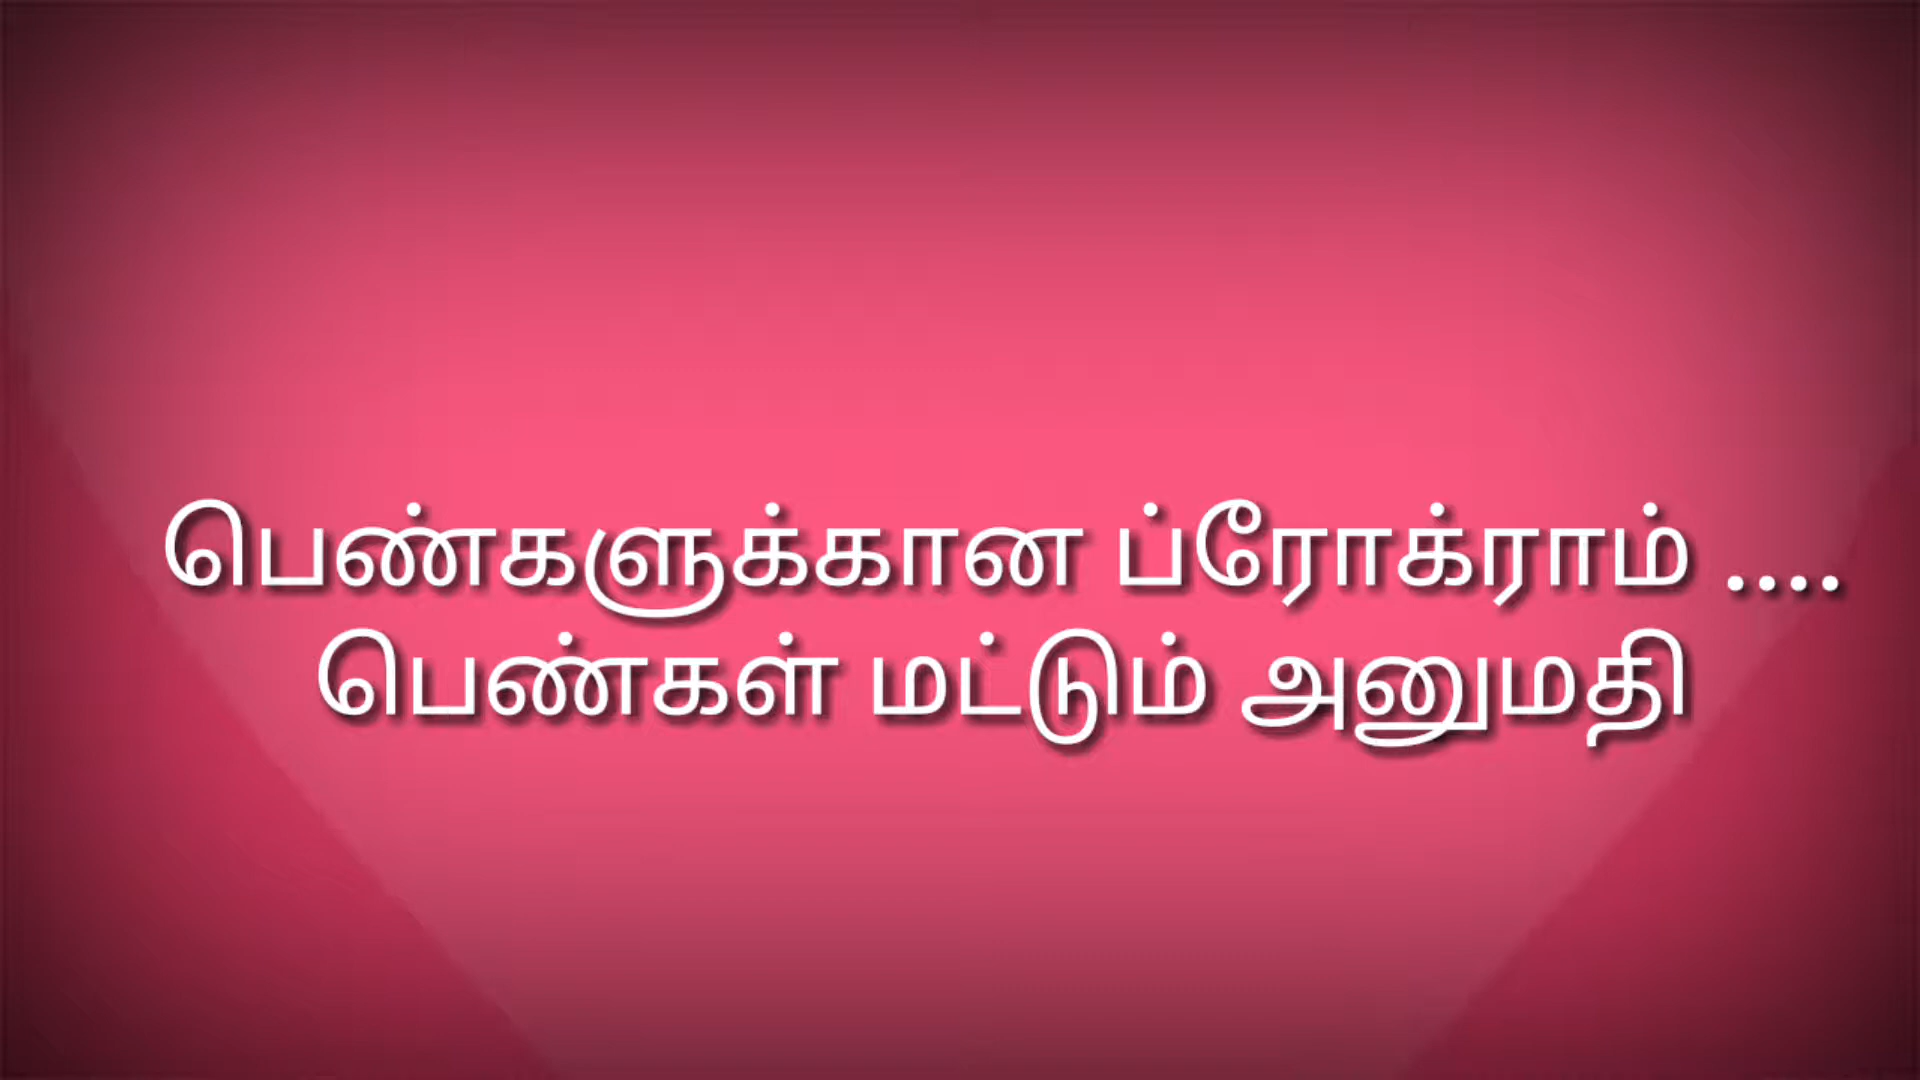 பெண்களுக்கான ப்ரோக்ராம் ....
பெண்கள் மட்டும் அனுமதி